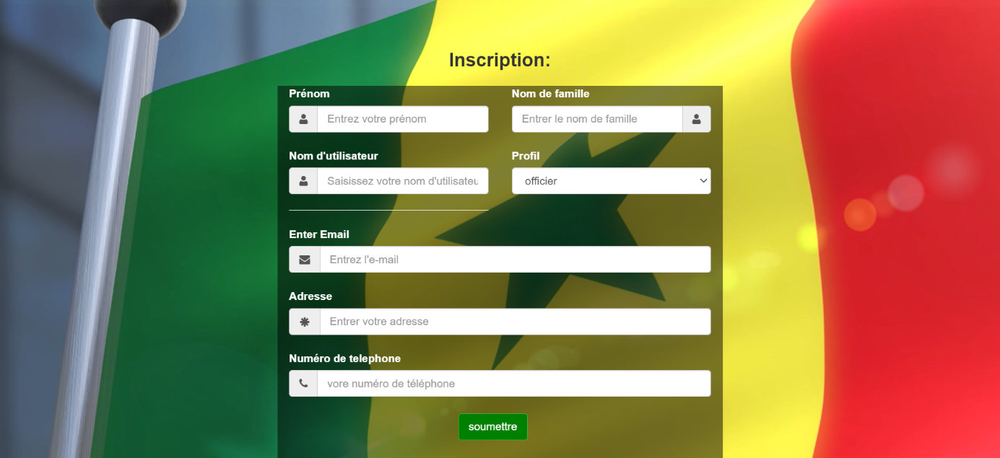 Inscription:
Prénom Nom de famille
Entrez votre prénom Entrer le nom de famille
Nom d'utilisateur Profil
Saisissez votre nom d'utilisateu officier
Enter Email
Entrez l'e-mail
Adresse
Entrer votre adresse
Numéro de telephone
vore numéro de téléphone
soumettre